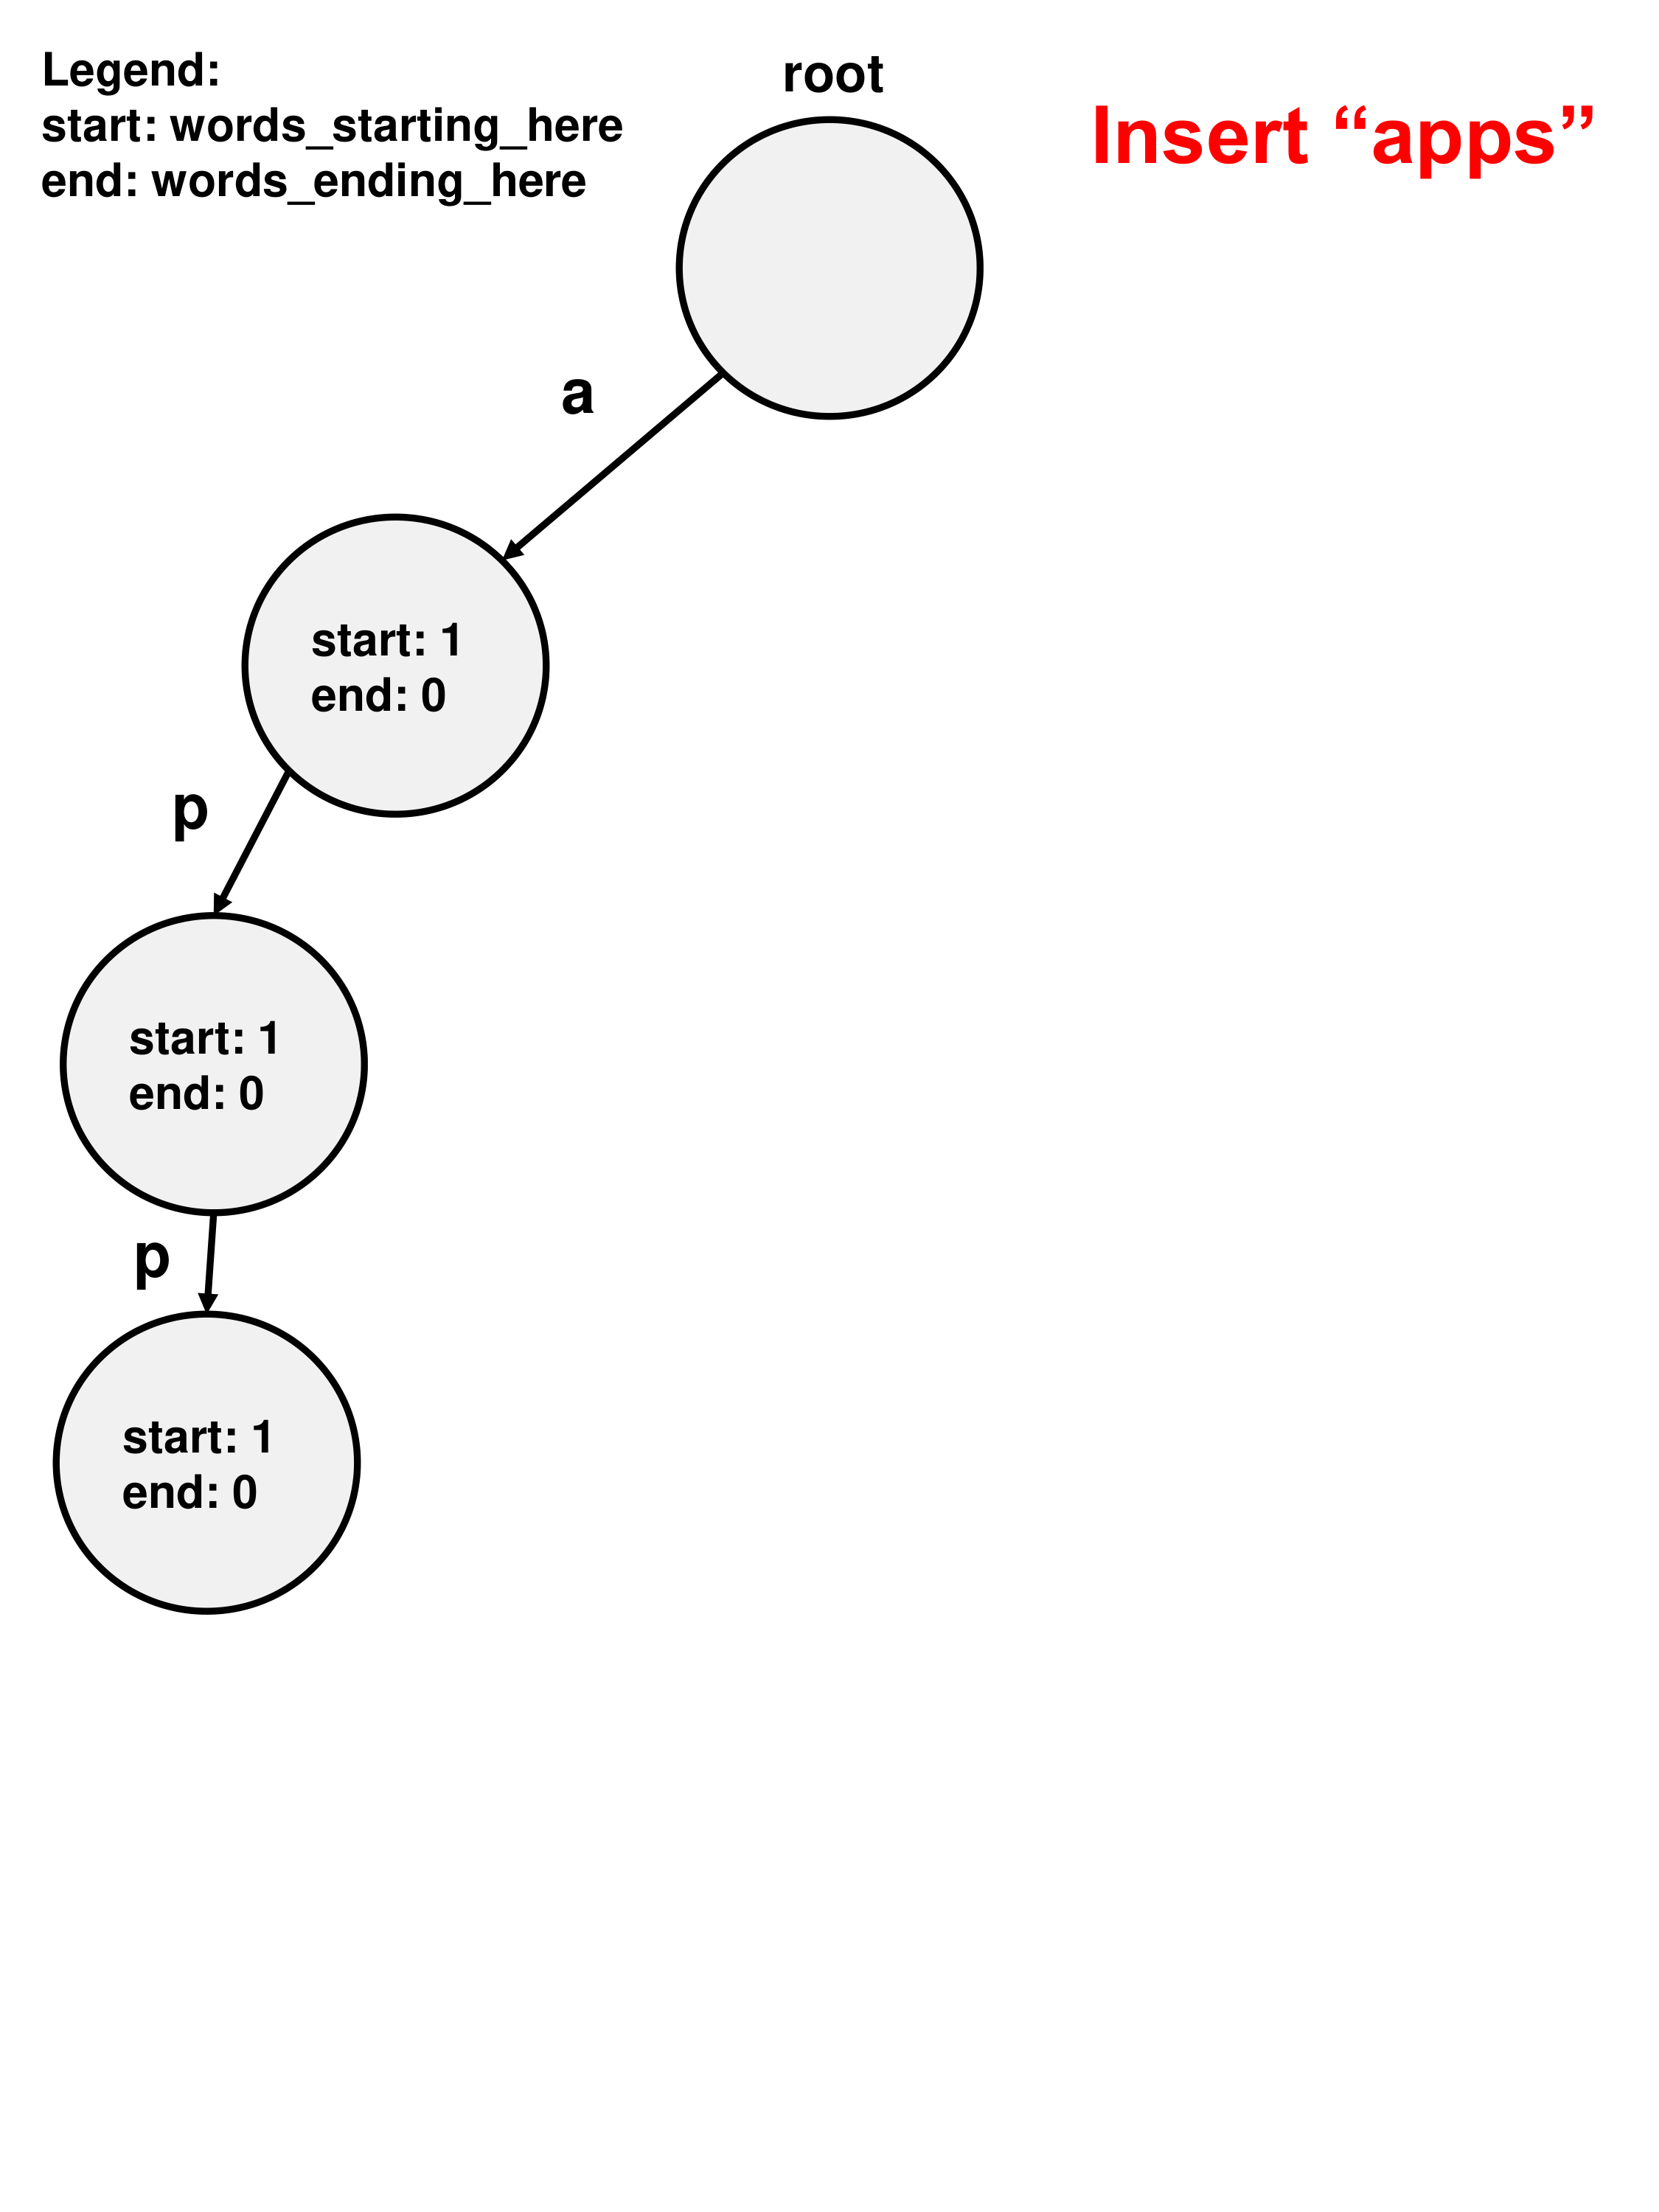 Legend:
start: words_starting_here
end: words_ending_here
root
Insert “apps”
a
start: 1
end: 0
p
start: 1
end: 0
p
start: 1
end: 0